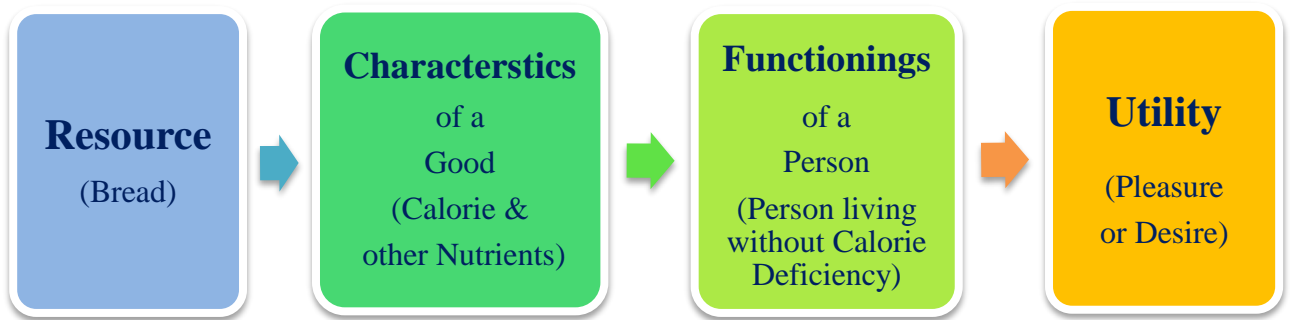 Resource
(Bread)
Characterstics
of a
Good
(Calorie &
other Nutrients)
Functionings
of a
Person
(Person living
without Calorie
Deficiency)
Utility
(Pleasure
or Desire)